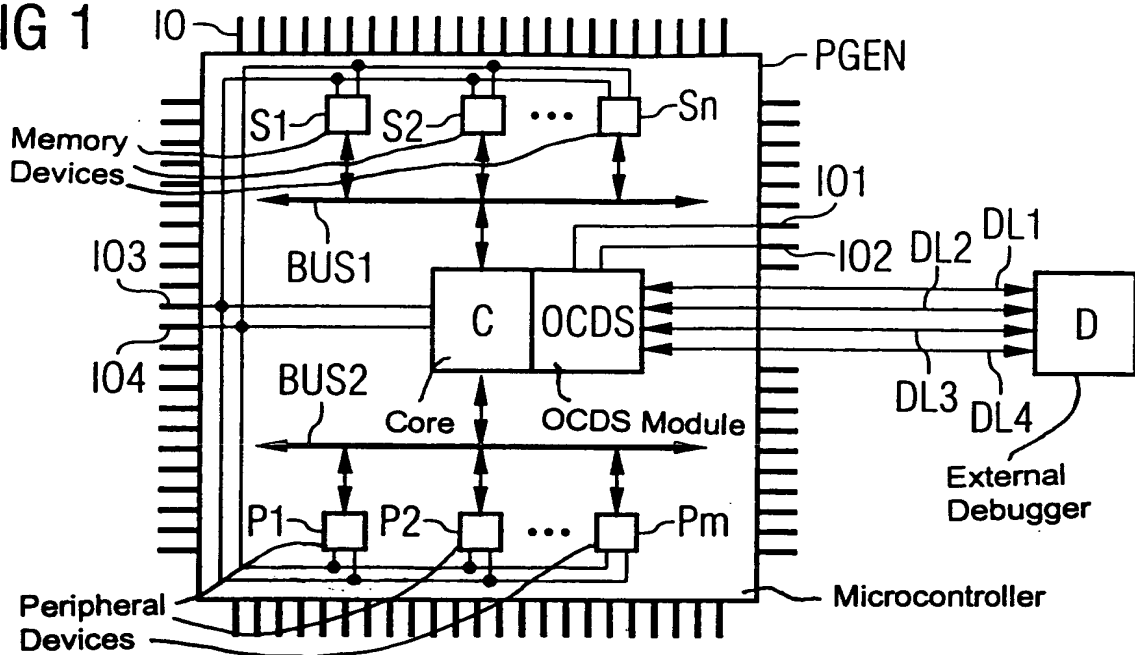 IG 1
IO
PGEN
S1
S2
...
Sn
Memory
Devices
IO1
IO2
BUS1
IO3
IO4
C
OCDS
DL1
DL2
DL3
DL4
D
BUS2
Core
OCDS Module
External
Debugger
P1
P2
...
Pm
Peripheral
Devices
Microcontroller